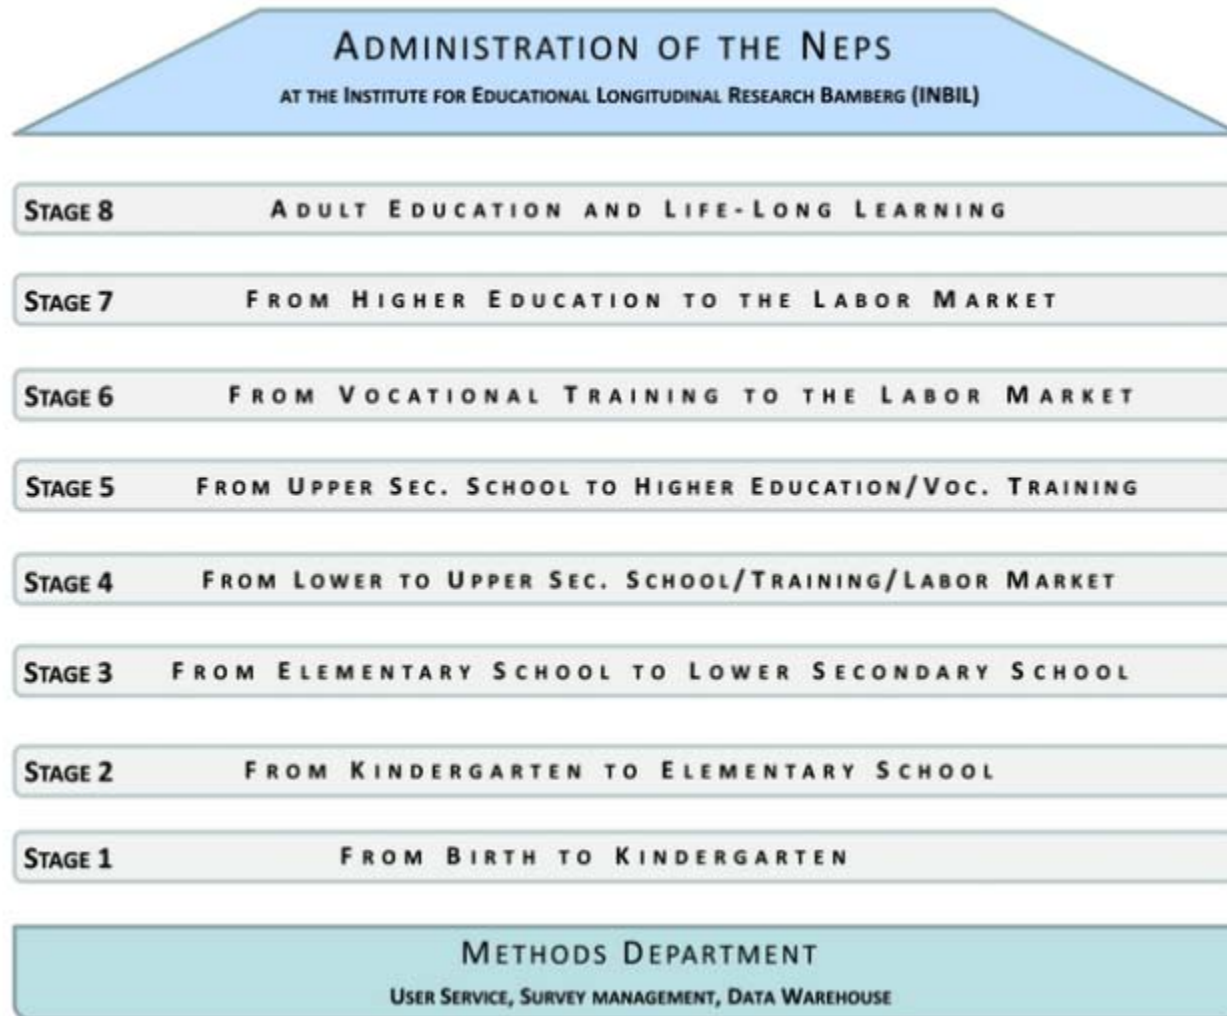 ADMINISTRATION OF THE NEPS
AT THE INSTITUTE FOR EDUCATIONAL LONGITUDINAL RESEARCH BAMBERG (INBIL)
STAGE 8 ADULT EDUCATION AND LIFE-LONG LEARNING
STAGE 7 FROM HIGHER EDUCATION TO THE LABOR MARKET
STAGE 6 FROM VOCATIONAL TRAINING TO THE LABOR MARKET
STAGE 5 FROM UPPER SEC. SCHOOL TO HIGHER EDUCATION/VOC. TRAINING
STAGE 4 FROM LOWER TO UPPER SEC. SCHOOL/TRAINING/LABOR MARKET
STAGE 3 FROM ELEMENTARY SCHOOL TO LOWER SECONDARY SCHOOL
STAGE 2 FROM KINDERGARTEN TO ELEMENTARY SCHOOL
STAGE 1 FROM BIRTH TO KINDERGARTEN
METHODS DEPARTMENT
USER SERVICE, SURVEY MANAGEMENT, DATA WAREHOUSE